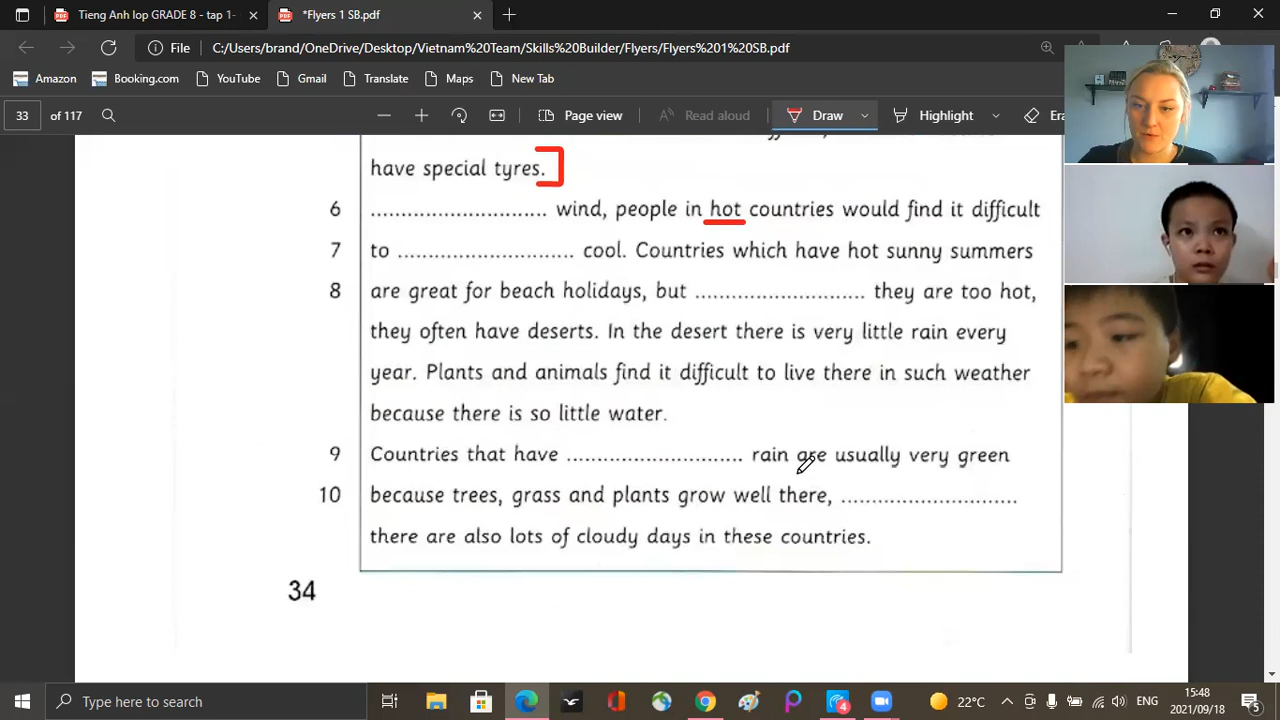 Tieng Anh lop GRADE 8 - tap 1-
*Flyers 1 SB.pdf
File
C:/Users/brand/OneDrive/Desktop/Vietnam%20Team/Skills%20Builder/Flyers/Flyers%201%20SB.pdf
Amazon
Booking.com
YouTube
Gmail
Translate
Maps
New Tab
33 of 117
Page view
Read aloud
Draw
Highlight
Era
have special tyres.
6 .............................. wind, people in hot countries would find it difficult
7 to .............................. cool. Countries which have hot sunny summers
8 are great for beach holidays, but .............................. they are too hot,
they often have deserts. In the desert there is very little rain every
year. Plants and animals find it difficult to live there in such weather
because there is so little water.
9 Countries that have .............................. rain are usually very green
10 because trees, grass and plants grow well there, ..............................
there are also lots of cloudy days in these countries.
34
Type here to search
4
22°C
ENG
15:48
2021/09/18
5